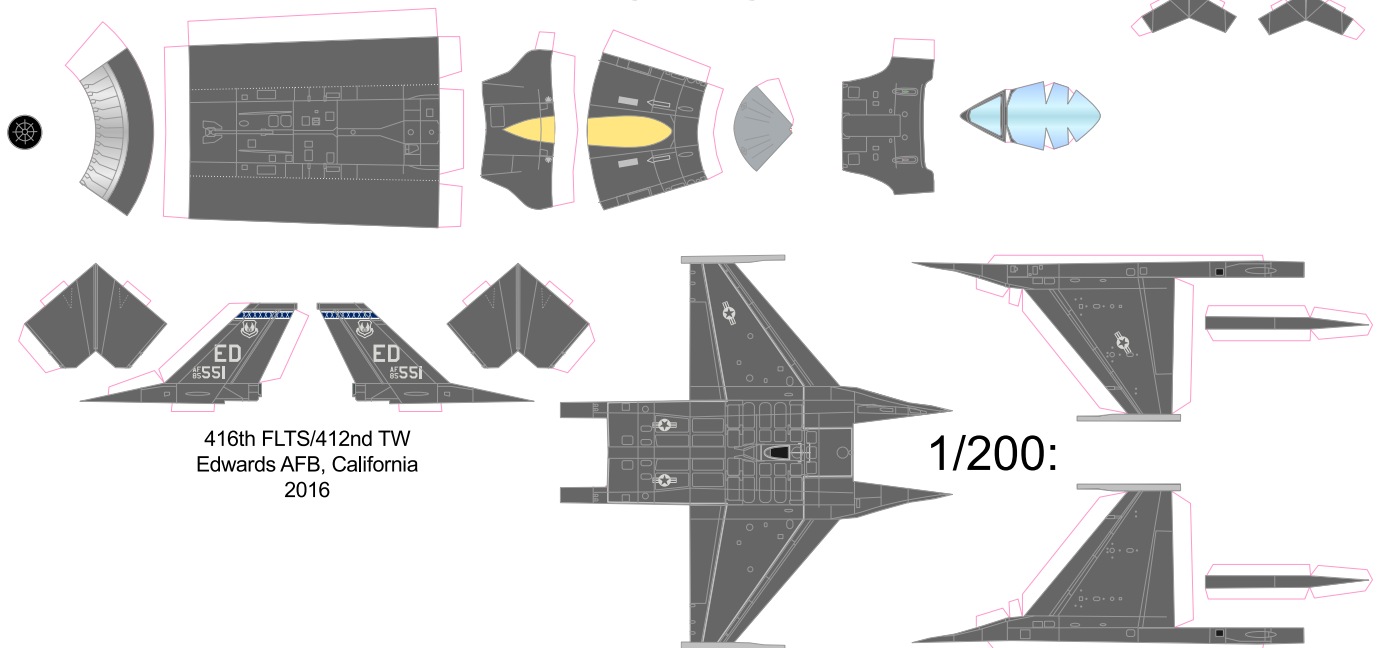 ED
AF
85 551
ED
AF
85 551
416th FLTS/412nd TW
Edwards AFB, California
2016
1/200: